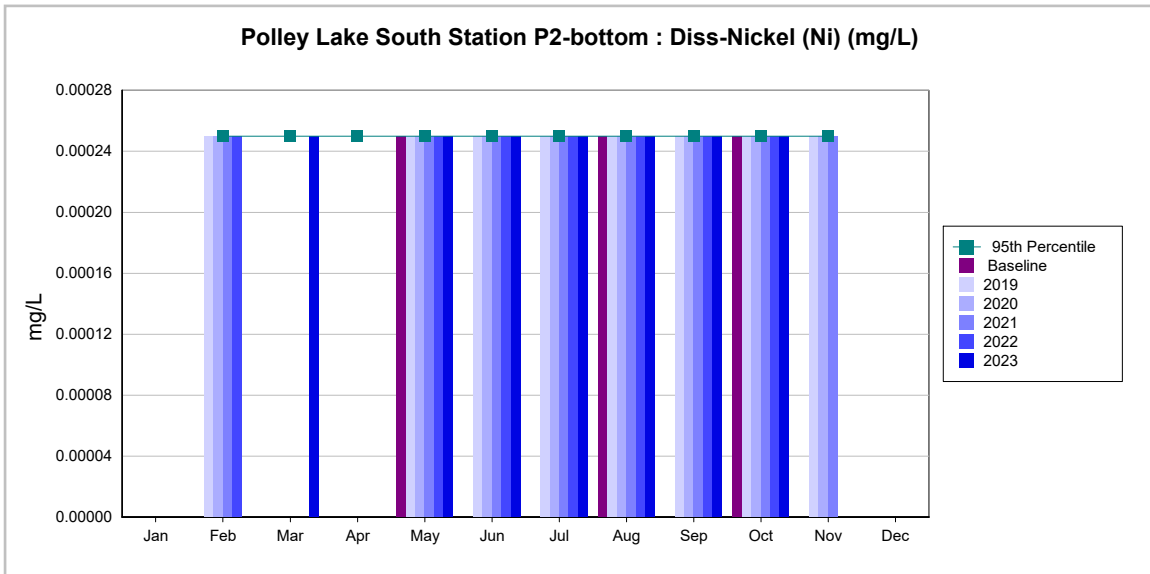 Polley Lake South Station P2-bottom : Diss-Nickel (Ni) (mg/L)
mg/L
0.00028
0.00024
0.00020
0.00016
0.00012
0.00008
0.00004
0.00000
Jan Feb Mar Apr May Jun Jul Aug Sep Oct Nov Dec
95th Percentile
Baseline
2019
2020
2021
2022
2023